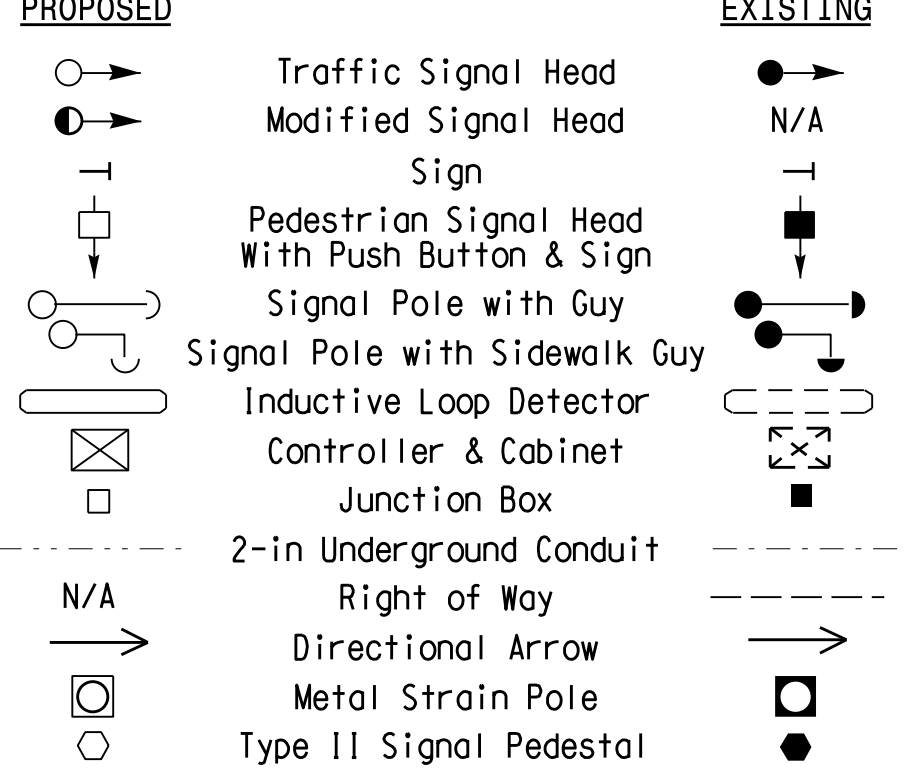 PROPOSED EXISTING
Traffic Signal Head
Modified Signal Head N/A
Sign
Pedestrian Signal Head
With Push Button & Sign
Signal Pole with Guy
Signal Pole with Sidewalk Guy
Inductive Loop Detector
Controller & Cabinet
Junction Box
2-in Underground Conduit
N/A Right of Way
Directional Arrow
Metal Strain Pole
Type II Signal Pedestal